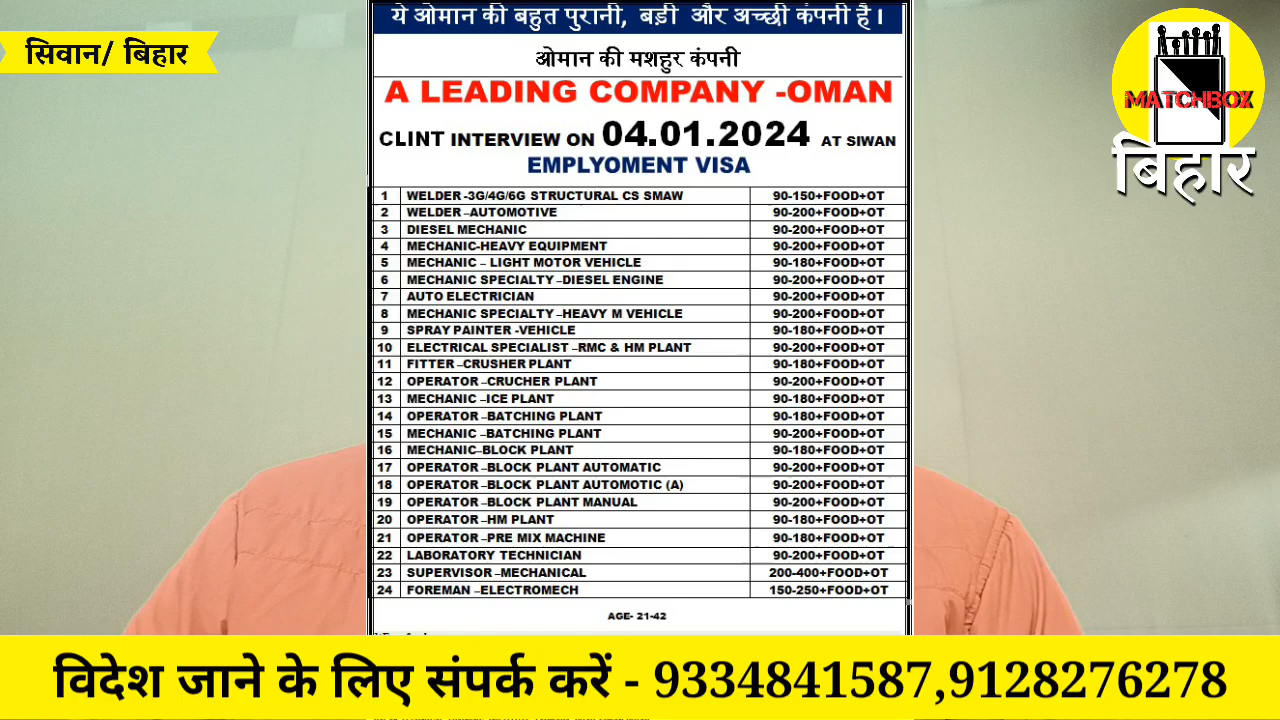 ये ओमान की बहुत पुरानी, बड़ी और अच्छी कंपनी है।
सिवान/ बिहार
ओमान की मशहुर कंपनी
A LEADING COMPANY -OMAN
CLINT INTERVIEW ON 04.01.2024 AT SIWAN
EMPLYOMENT VISA
MATCHBOX
बिहार
1 WELDER -3G/4G/6G STRUCTURAL CS SMAW 90-150+FOOD+OT
2 WELDER –AUTOMOTIVE 90-200+FOOD+OT
3 DIESEL MECHANIC 90-200+FOOD+OT
4 MECHANIC-HEAVY EQUIPMENT 90-200+FOOD+OT
5 MECHANIC – LIGHT MOTOR VEHICLE 90-180+FOOD+OT
6 MECHANIC SPECIALTY –DIESEL ENGINE 90-200+FOOD+OT
7 AUTO ELECTRICIAN 90-200+FOOD+OT
8 MECHANIC SPECIALTY –HEAVY M VEHICLE 90-200+FOOD+OT
9 SPRAY PAINTER -VEHICLE 90-180+FOOD+OT
10 ELECTRICAL SPECIALIST –RMC & HM PLANT 90-200+FOOD+OT
11 FITTER –CRUSHER PLANT 90-180+FOOD+OT
12 OPERATOR –CRUCHER PLANT 90-200+FOOD+OT
13 MECHANIC –ICE PLANT 90-180+FOOD+OT
14 OPERATOR –BATCHING PLANT 90-180+FOOD+OT
15 MECHANIC –BATCHING PLANT 90-200+FOOD+OT
16 MECHANIC–BLOCK PLANT 90-180+FOOD+OT
17 OPERATOR –BLOCK PLANT AUTOMATIC 90-200+FOOD+OT
18 OPERATOR –BLOCK PLANT AUTOMOTIC (A) 90-200+FOOD+OT
19 OPERATOR –BLOCK PLANT MANUAL 90-200+FOOD+OT
20 OPERATOR –HM PLANT 90-180+FOOD+OT
21 OPERATOR –PRE MIX MACHINE 90-180+FOOD+OT
22 LABORATORY TECHNICIAN 90-200+FOOD+OT
23 SUPERVISOR –MECHANICAL 200-400+FOOD+OT
24 FOREMAN –ELECTROMECH 150-250+FOOD+OT
AGE- 21-42
विदेश जाने के लिए संपर्क करें - 9334841587,9128276278